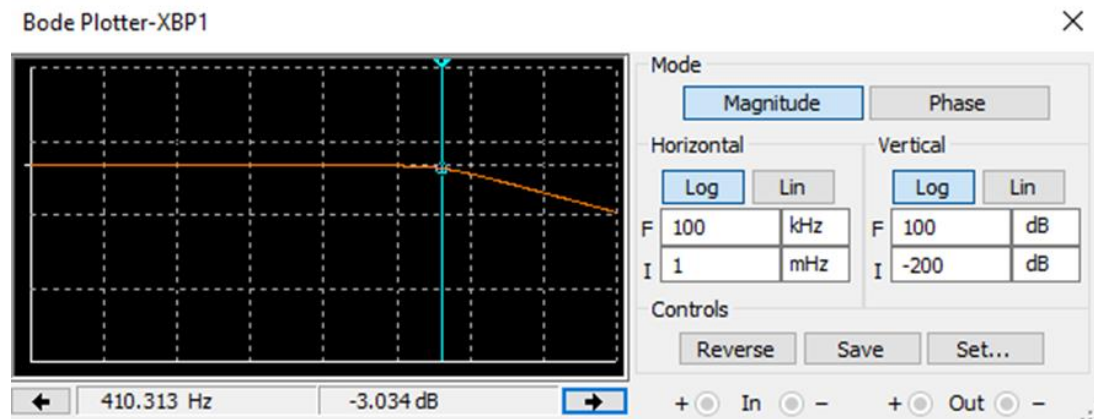 Bode Plotter-XBP1
Mode
Magnitude Phase
Horizontal Vertical
Log Lin Log Lin
F 100 kHz F 100 dB
I 1 mHz I -200 dB
Controls
Reverse Save Set...
410.313 Hz -3.034 dB + In - + Out -